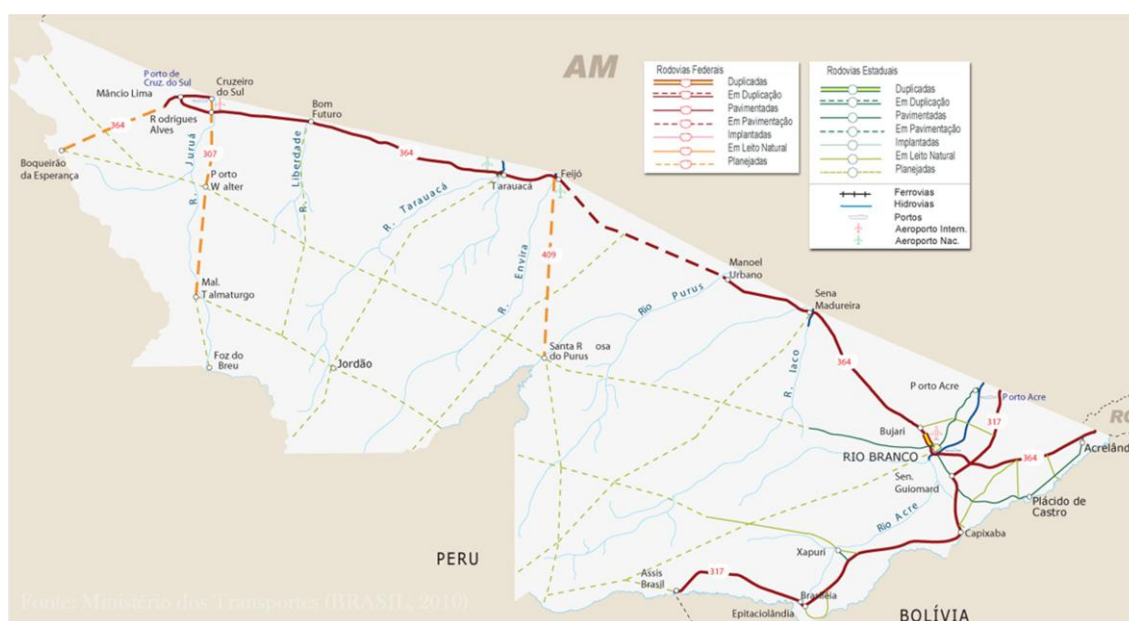 AM
Rodovias Federais
Duplicadas
Em Duplicação
Pavimentadas
Em Pavimentação
Implantadas
Em Leito Natural
Planejadas
Rodovias Estaduais
Duplicadas
Em Duplicação
Pavimentadas
Em Pavimentação
Implantadas
Em Leito Natural
Planejadas
Ferrovias
Hidrovias
Portos
Aeroporto Intern.
Aeroporto Nac.
Porto de
Cruz. do Sul
Cruzeiro
do Sul
Mâncio Lima
Rodrigues
Alves
Bom
Futuro
364
Boqueirão
da Esperança
307
R. Juruá
Porto
Walter
R. Liberdade
364
Tarauacá
Feijó
R. Tarauacá
R. Envira
409
Mal.
Talmaturgo
Foz do
Breu
Jordão
Santa R osa
do Purus
Rio Purus
Manoel
Urbano
Sena
Madureira
R. Iaco
364
Porto Acre
Porto Acre
317
RO
Bujari
RIO BRANCO
364
Acrelând
Sen.
Guiomard
Plácido de
Castro
Rio Acre
Capixaba
Xapuri
PERU
Assis
Brasil
317
Brasiléia
Epitaciolândia
BOLÍVIA
Fonte: Ministério dos Transportes (BRASIL, 2010)